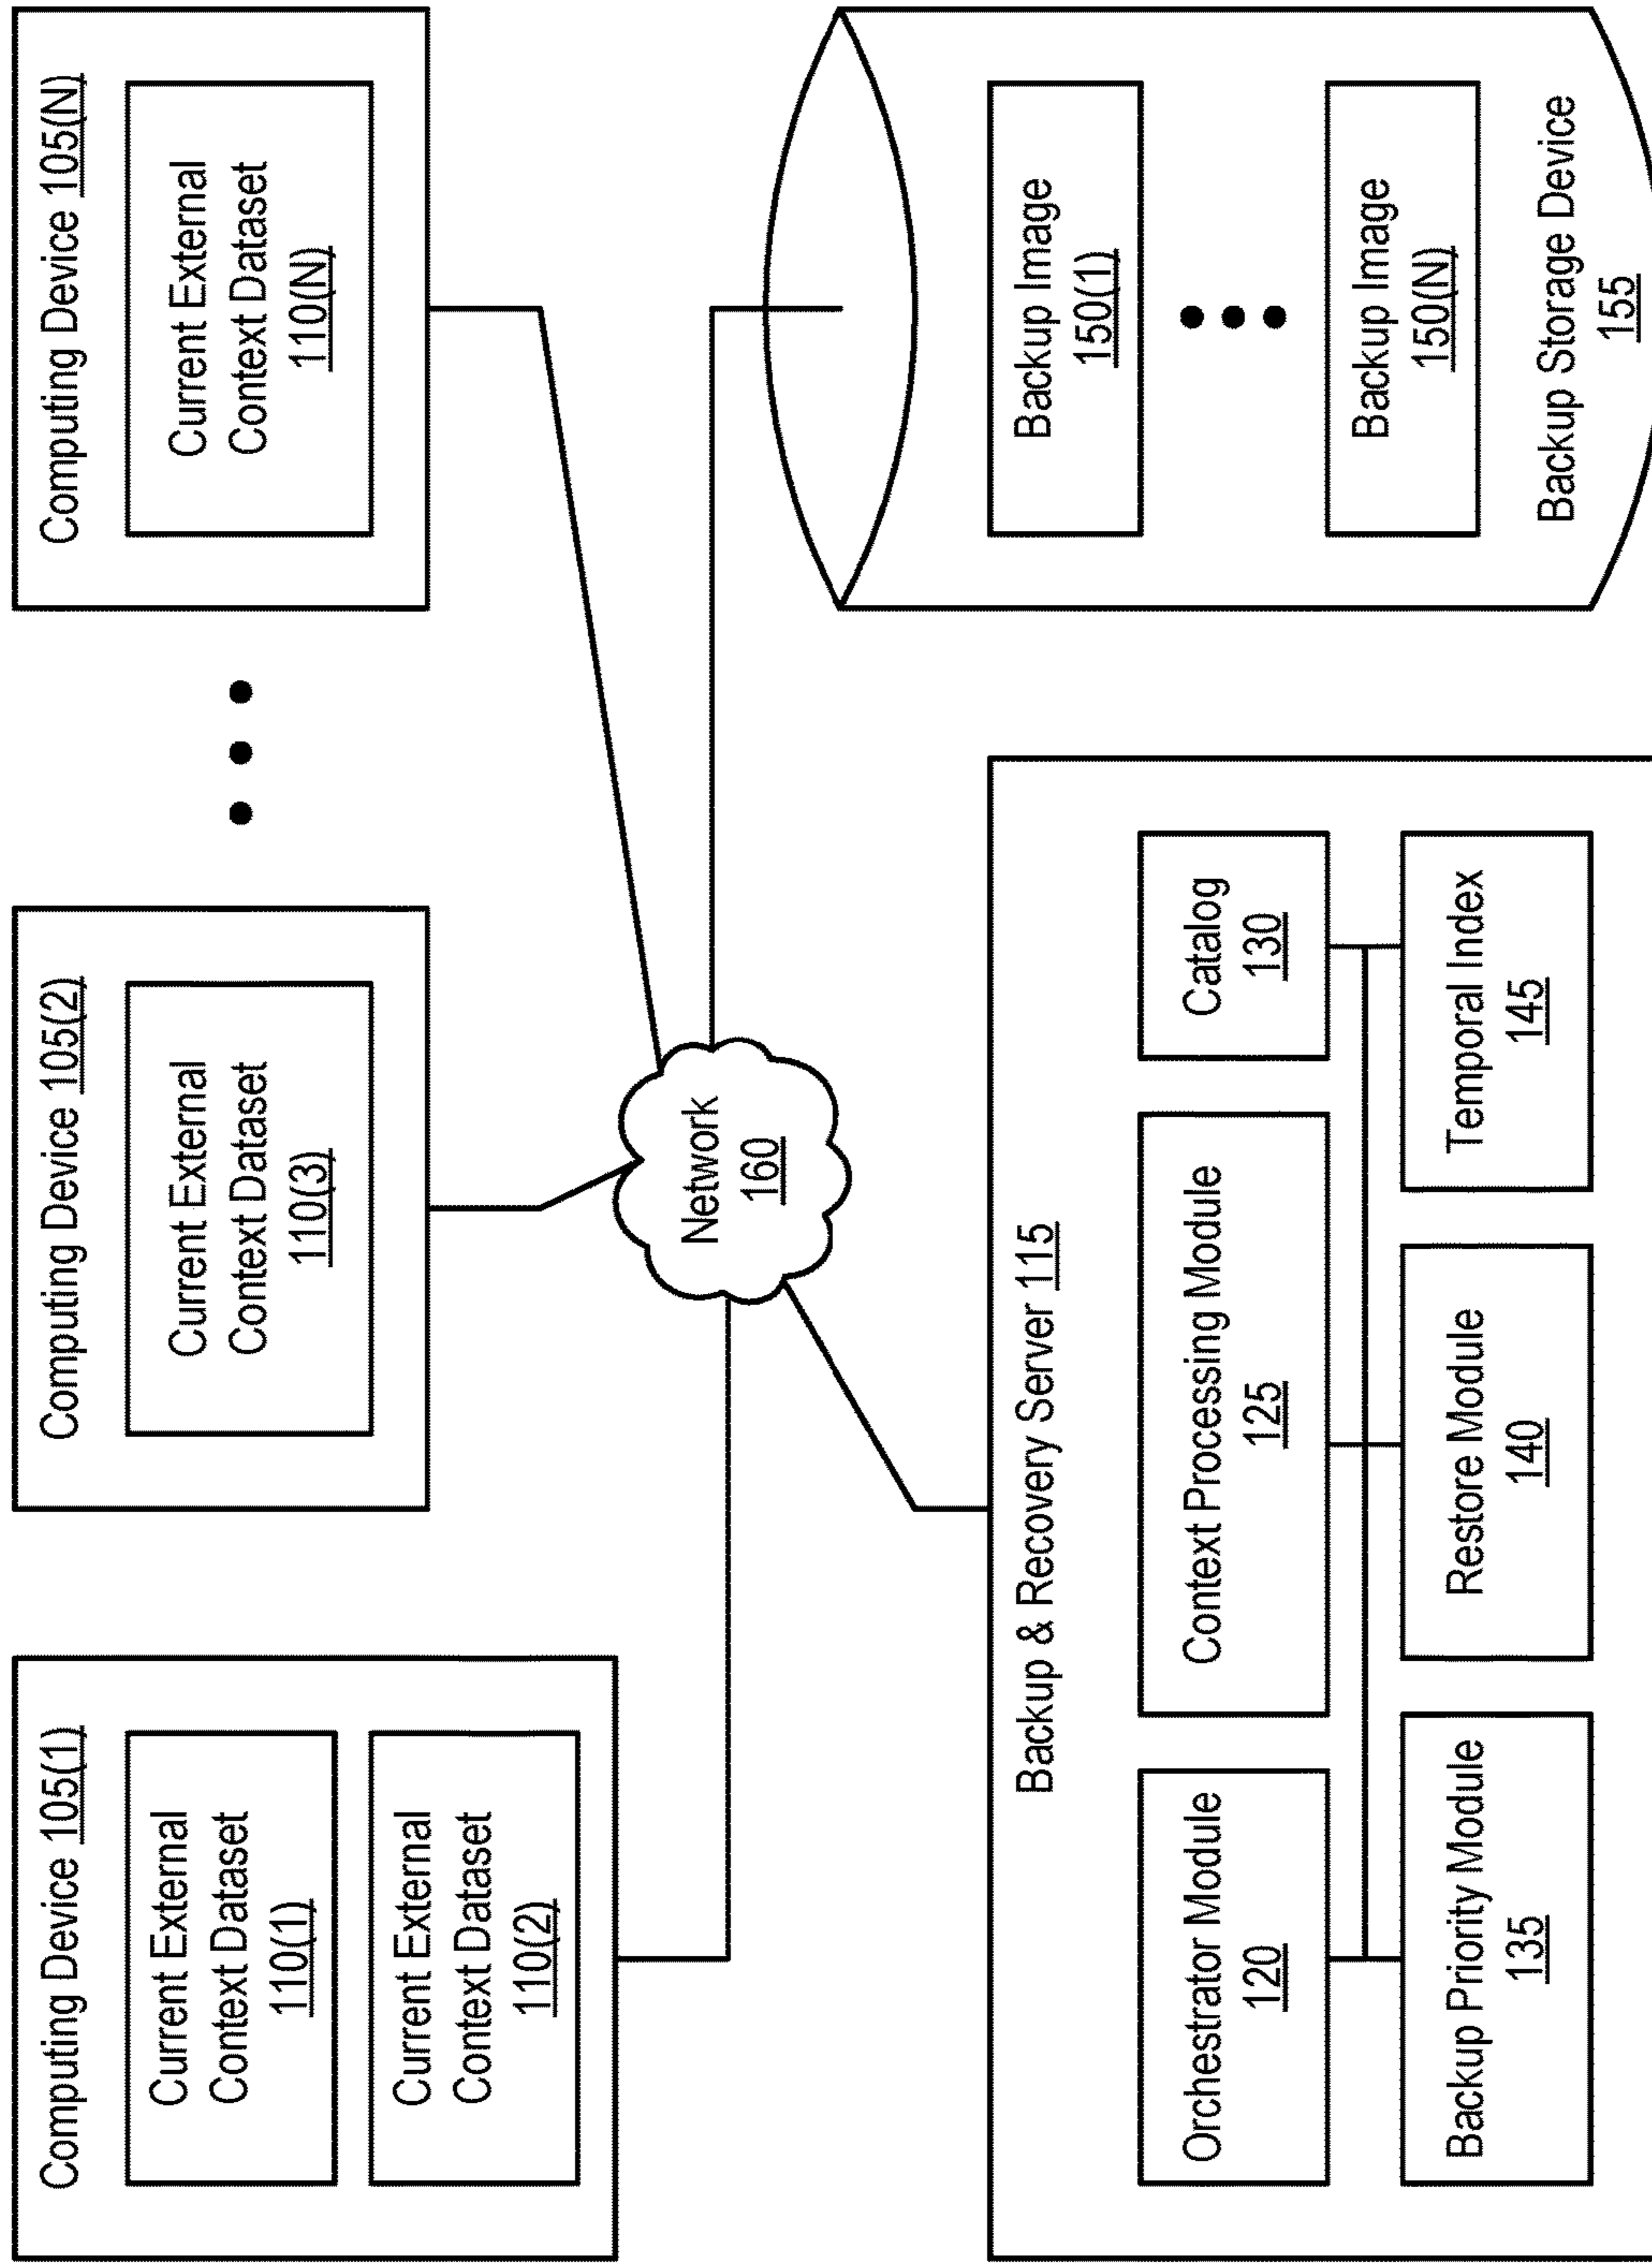 Computing Device 105(1)
Current External
Context Dataset
110(1)
Current External
Context Dataset
110(2)
Computing Device 105(2)
Current External
Context Dataset
110(3)
Computing Device 105(N)
Current External
Context Dataset
110(N)
Network
160
Backup & Recovery Server 115
Orchestrator Module
120
Context Processing Module
125
Catalog
130
Backup Priority Module
135
Restore Module
140
Temporal Index
145
Backup Image
150(1)
Backup Image
150(N)
Backup Storage Device
155